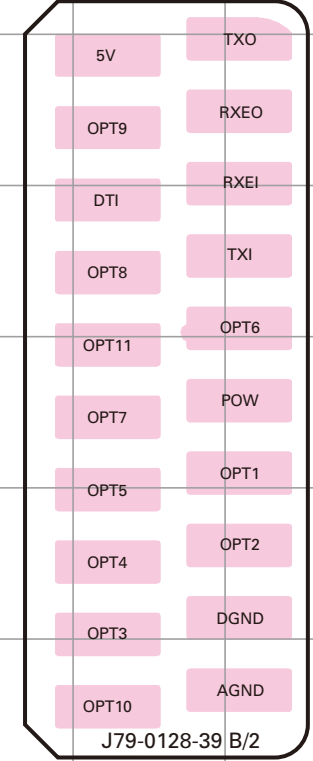 TXO
5V
RXEO
OPT9
RXEI
DTI
TXI
OPT8
OPT6
OPT11
POW
OPT7
OPT1
OPT5
OPT2
OPT4
DGND
OPT3
AGND
OPT10
J79-0128-39 B/2